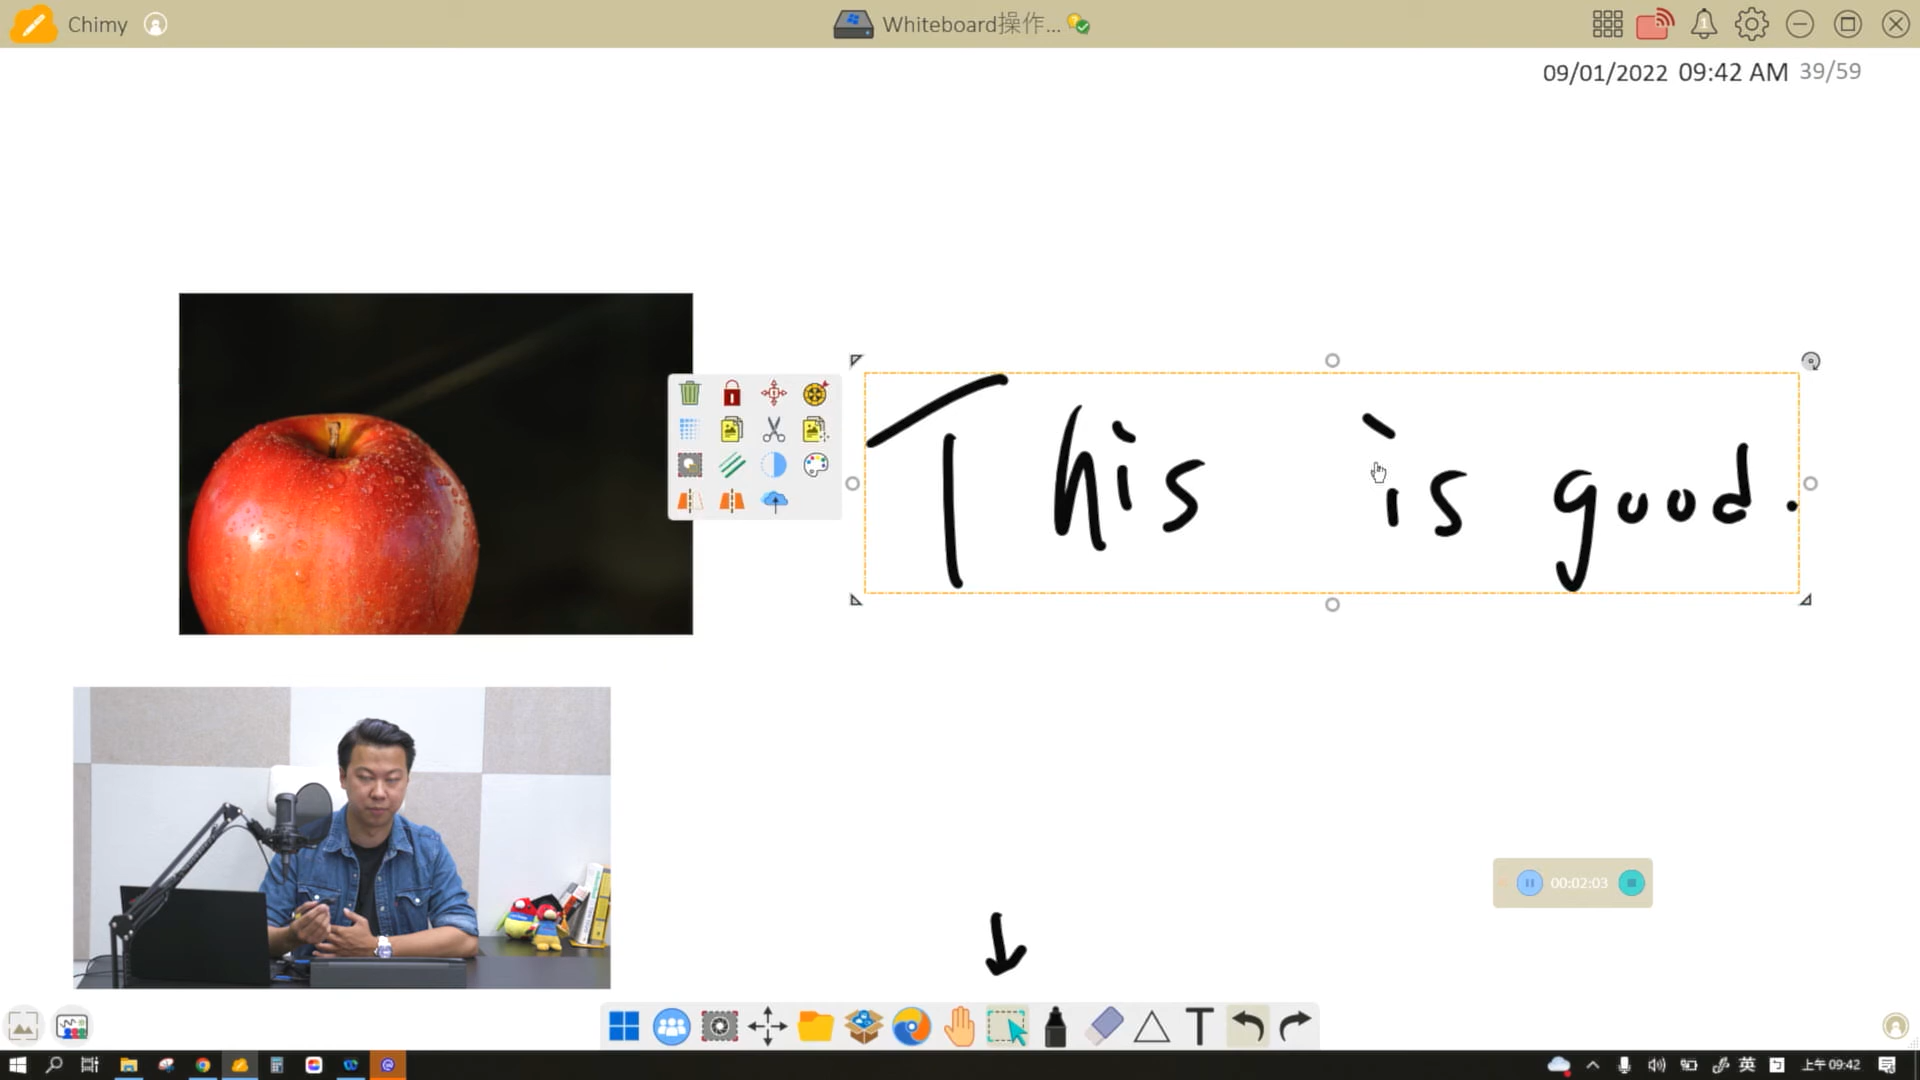 Chimy
Whiteboard操作...
1
09/01/2022 09:42 AM 39/59
This is good.
00:02:03
T
英
上午 09:42